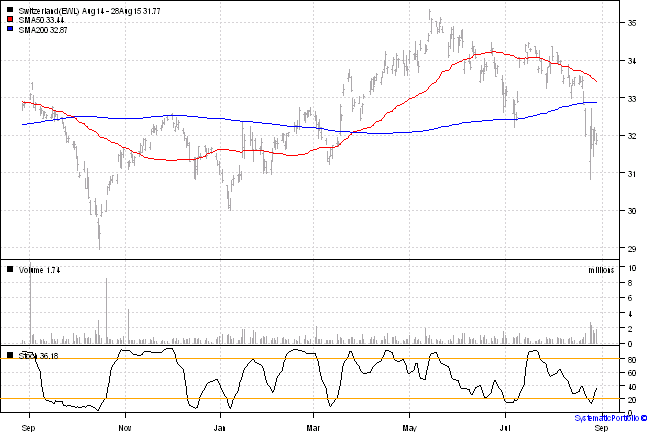 Switzerland(EWL) Aug14 - 28Aug15 31.77
SMA50 33.44
SMA200 32.87
35
34
33
32
31
30
29
Volume 1.74
millions
10
8
6
4
2
0
Stoch 36.18
80
60
40
20
0
Sep Nov Jan Mar May Jul Sep
SystematicPortfolio ©